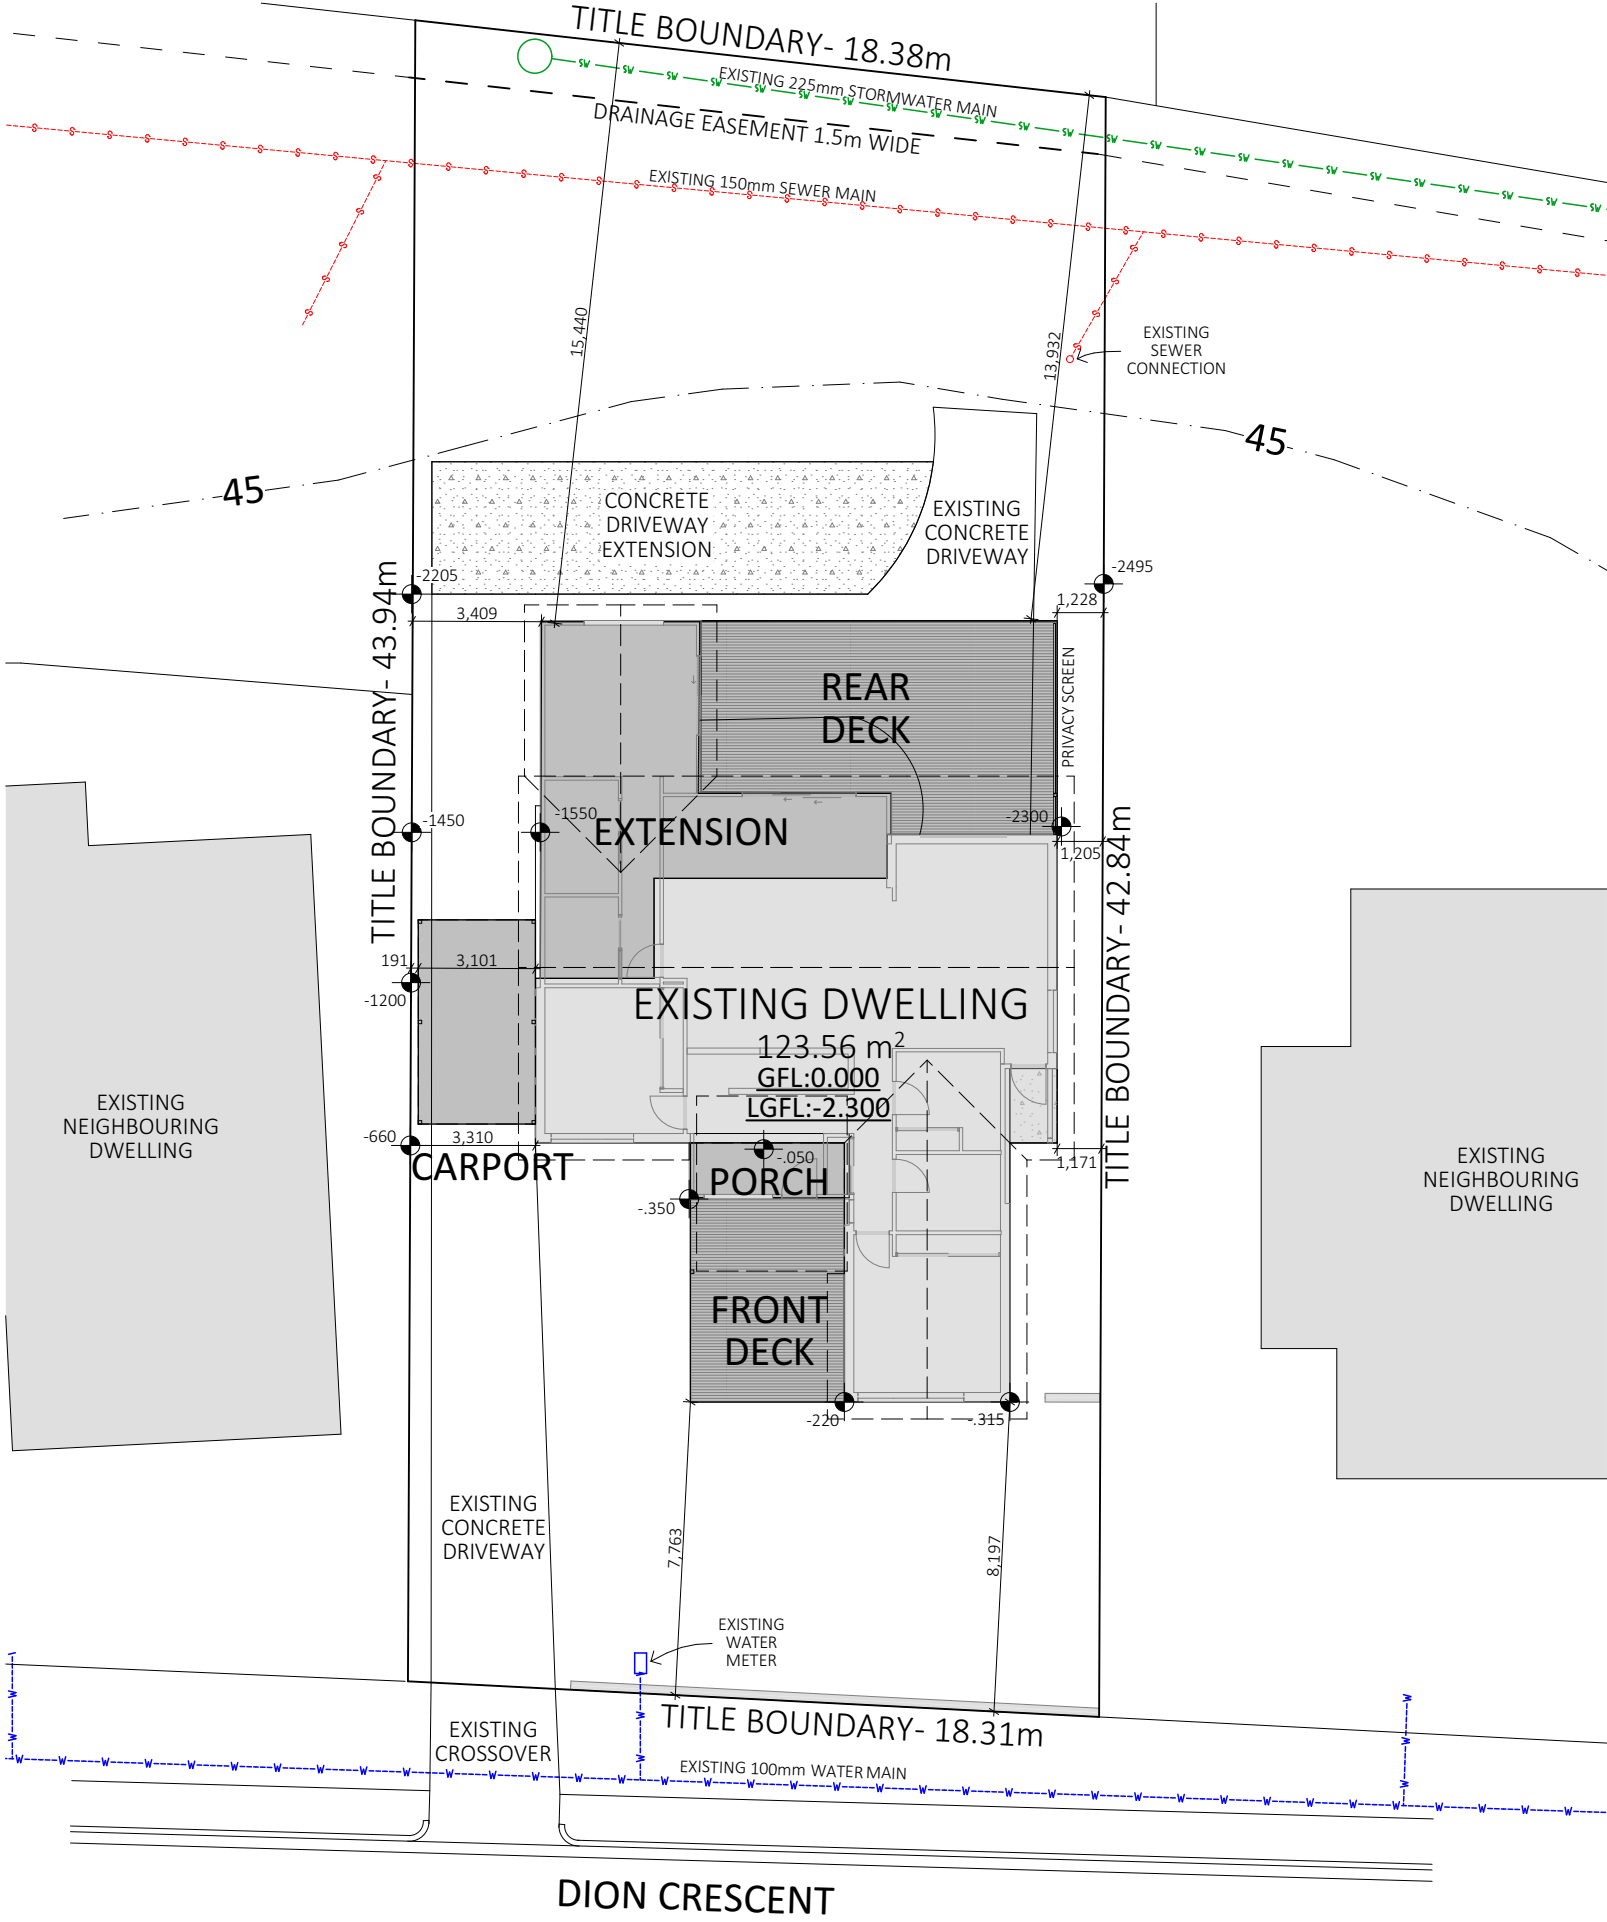 TITLE BOUNDARY- 18.38m
EXISTING 225mm STORMWATER MAIN
DRAINAGE EASEMENT 1.5m WIDE
EXISTING 150mm SEWER MAIN
15,440
13,932
EXISTING
SEWER
CONNECTION
45
45
CONCRETE
DRIVEWAY
EXTENSION
EXISTING
CONCRETE
DRIVEWAY
-2205
-2495
3,409
1,228
TITLE BOUNDARY- 43.94m
REAR
DECK
PRIVACY SCREEN
-1450
-1550
EXTENSION
-2300
1,205
TITLE BOUNDARY- 42.84m
191
3,101
-1200
EXISTING DWELLING
123.56 m2
GFL:0.000
LGFL:-2.300
EXISTING
NEIGHBOURING
DWELLING
-660
3,310
CARPORT
-.050
PORCH
1,171
EXISTING
NEIGHBOURING
DWELLING
-.350
FRONT
DECK
-220
-.315
EXISTING
CONCRETE
DRIVEWAY
7,763
8,197
EXISTING
WATER
METER
TITLE BOUNDARY- 18.31m
EXISTING
CROSSOVER
EXISTING 100mm WATER MAIN
DION CRESCENT